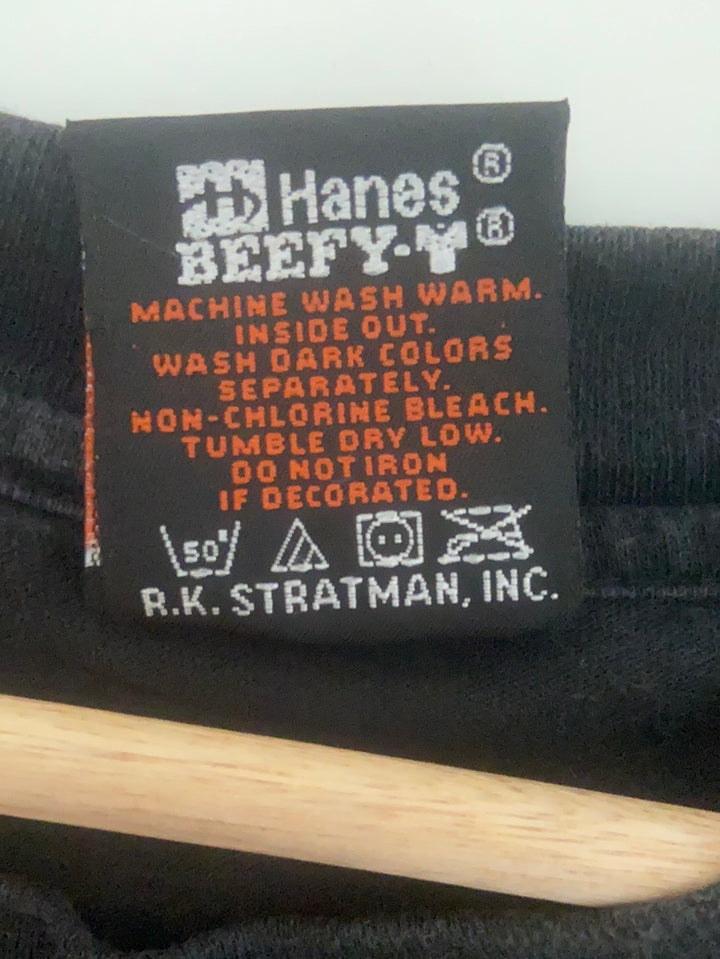 Hanes®
BEEFY-T®
MACHINE WASH WARM.
INSIDE OUT.
WASH DARK COLORS
SEPARATELY.
NON-CHLORINE BLEACH.
TUMBLE DRY LOW.
DO NOT IRON
IF DECORATED.
50°
R.K. STRATMAN, INC.